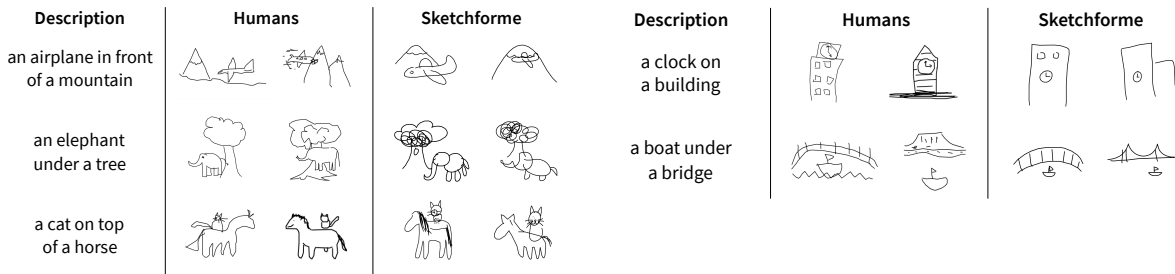 Description Humans Sketchforme
an airplane in front
of a mountain
an elephant
under a tree
a cat on top
of a horse
Description Humans Sketchforme
a clock on
a building
a boat under
a bridge